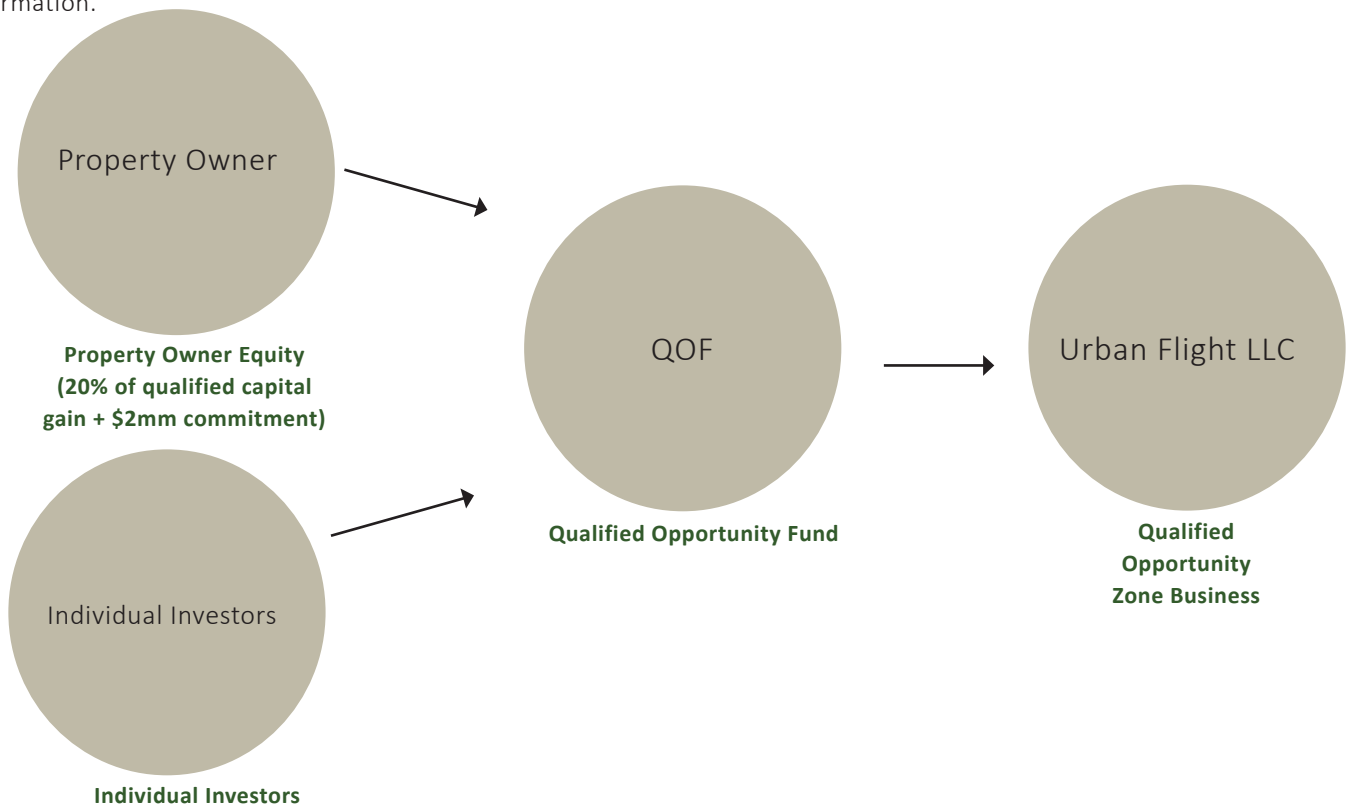 rmation.
Property Owner
Property Owner Equity
(20% of qualified capital
gain + $2mm commitment)
Individual Investors
Individual Investors
QOF
Qualified Opportunity Fund
Urban Flight LLC
Qualified
Opportunity
Zone Business